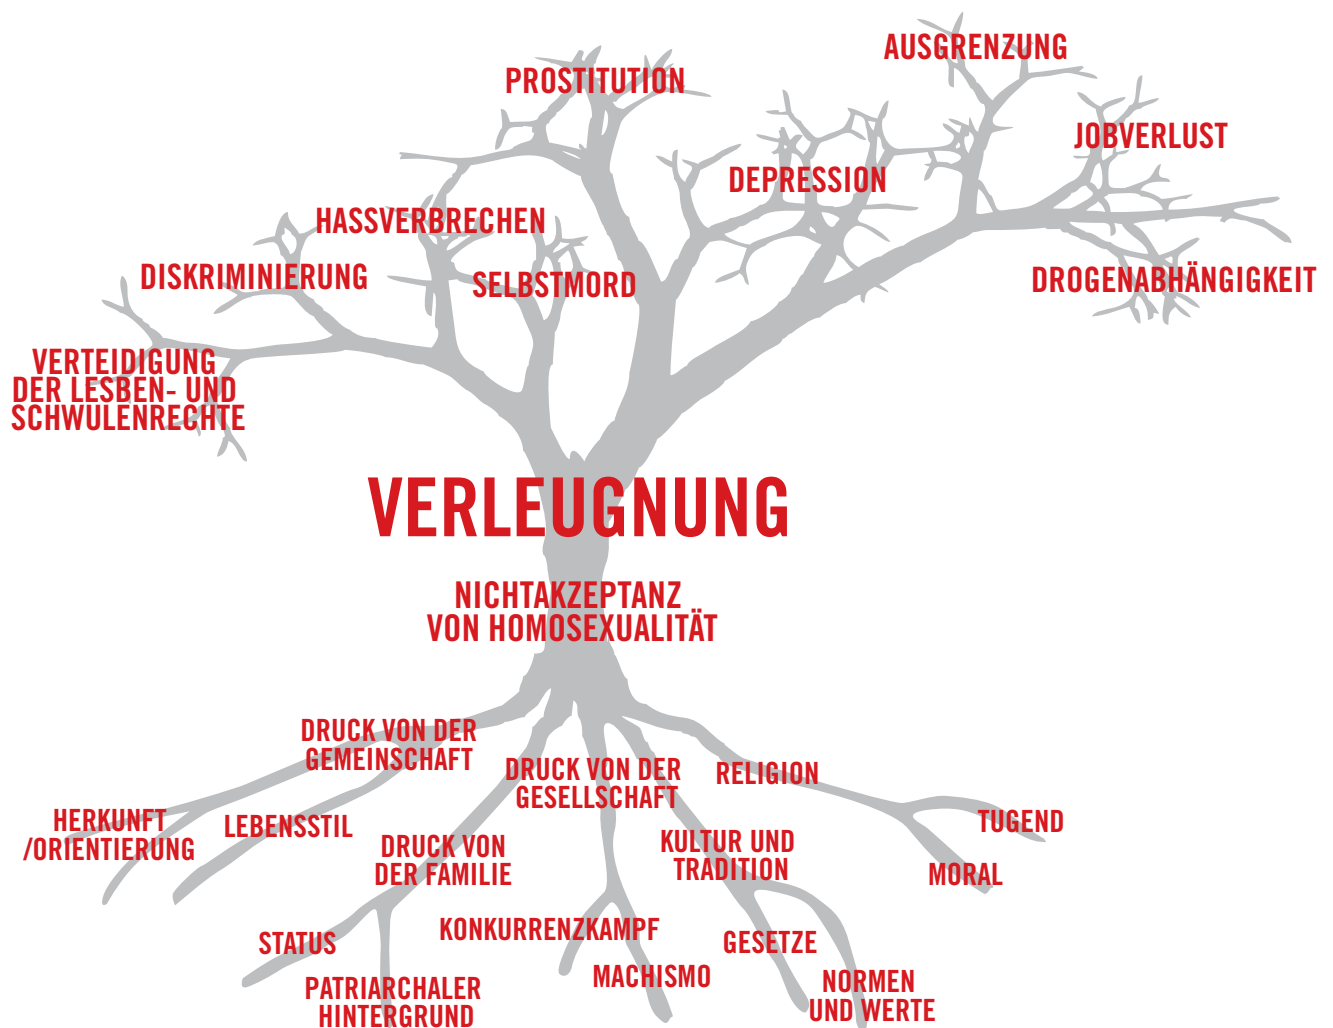 AUSGRENZUNG
PROSTITUTION
JOBVERLUST
DEPRESSION
HASSVERBRECHEN
DISKRIMINIERUNG
SELBSTMORD
DROGENABHÄNGIGKEIT
VERTEIDIGUNG
DER LESBEN- UND
SCHWULENRECHTE
VERLEUGNUNG
NICHTAKZEPTANZ
VON HOMOSEXUALITÄT
DRUCK VON DER
GEMEINSCHAFT
DRUCK VON DER
GESELLSCHAFT
RELIGION
HERKUNFT
/ORIENTIERUNG
LEBENSSTIL
DRUCK VON
DER FAMILIE
KULTUR UND
TRADITION
TUGEND
MORAL
STATUS
KONKURRENZKAMPF
GESETZE
PATRIARCHALER
HINTERGRUND
MACHISMO
NORMEN
UND WERTE